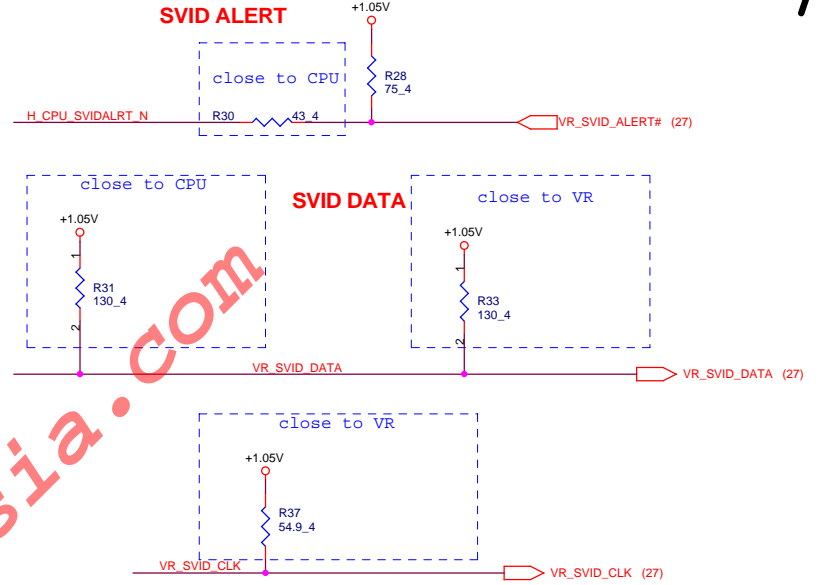 SVID ALERT
+1.05V
close to CPU
R28
75_4
H_CPU_SVIDALRT_N
R30
43_4
VR_SVID_ALERT# (27)
close to CPU
SVID DATA
close to VR
+1.05V
+1.05V
1
1
R31
130_4
R33
130_4
2
2
VR_SVID_DATA
VR_SVID_DATA (27)
close to VR
+1.05V
R37
54.9_4
VR_SVID_CLK
VR_SVID_CLK (27)
sia.com